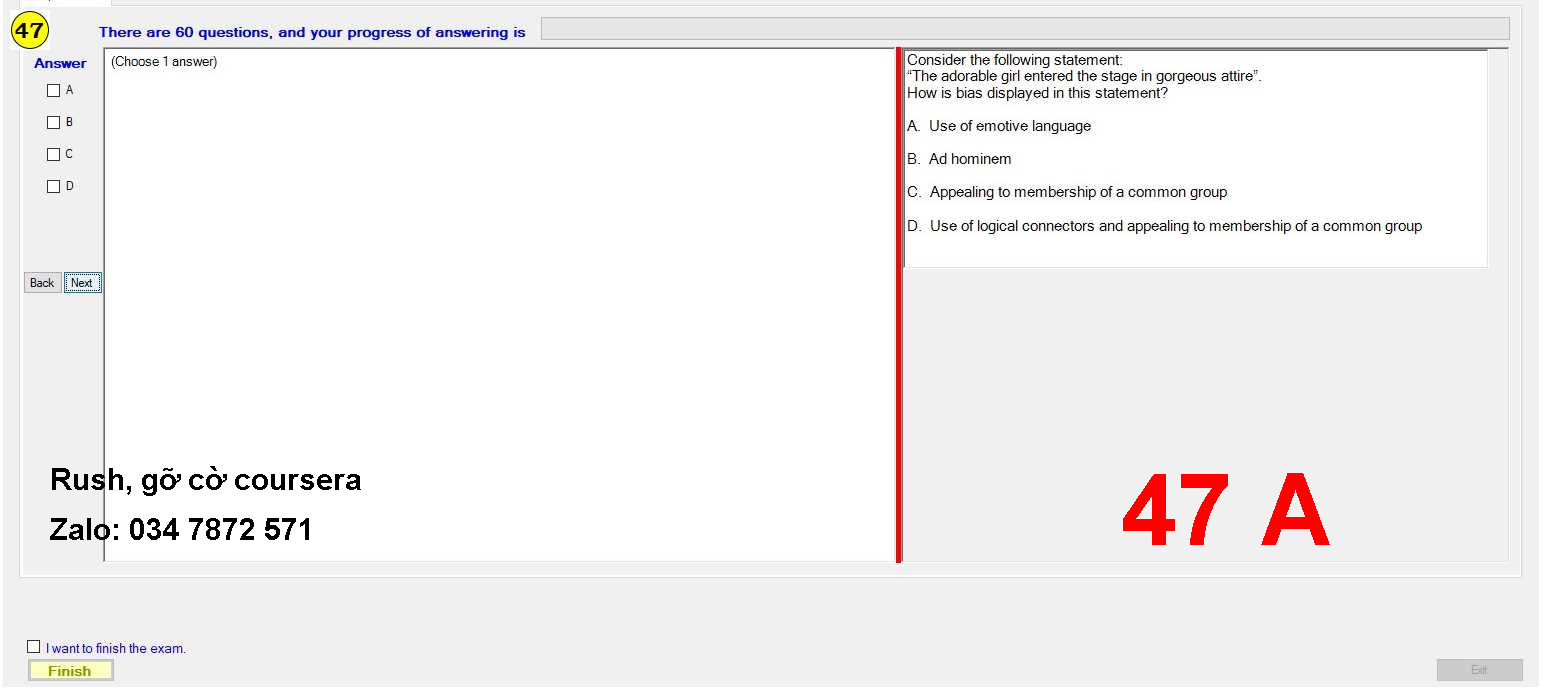 47
There are 60 questions, and your progress of answering is
Answer
(Choose 1 answer)
A
B
C
D
Back
Next
Consider the following statement:
“The adorable girl entered the stage in gorgeous attire”.
How is bias displayed in this statement?
A. Use of emotive language
B. Ad hominem
C. Appealing to membership of a common group
D. Use of logical connectors and appealing to membership of a common group
Rush, gỡ cờ coursera
Zalo: 034 7872 571
47 A
I want to finish the exam.
Finish
Exit